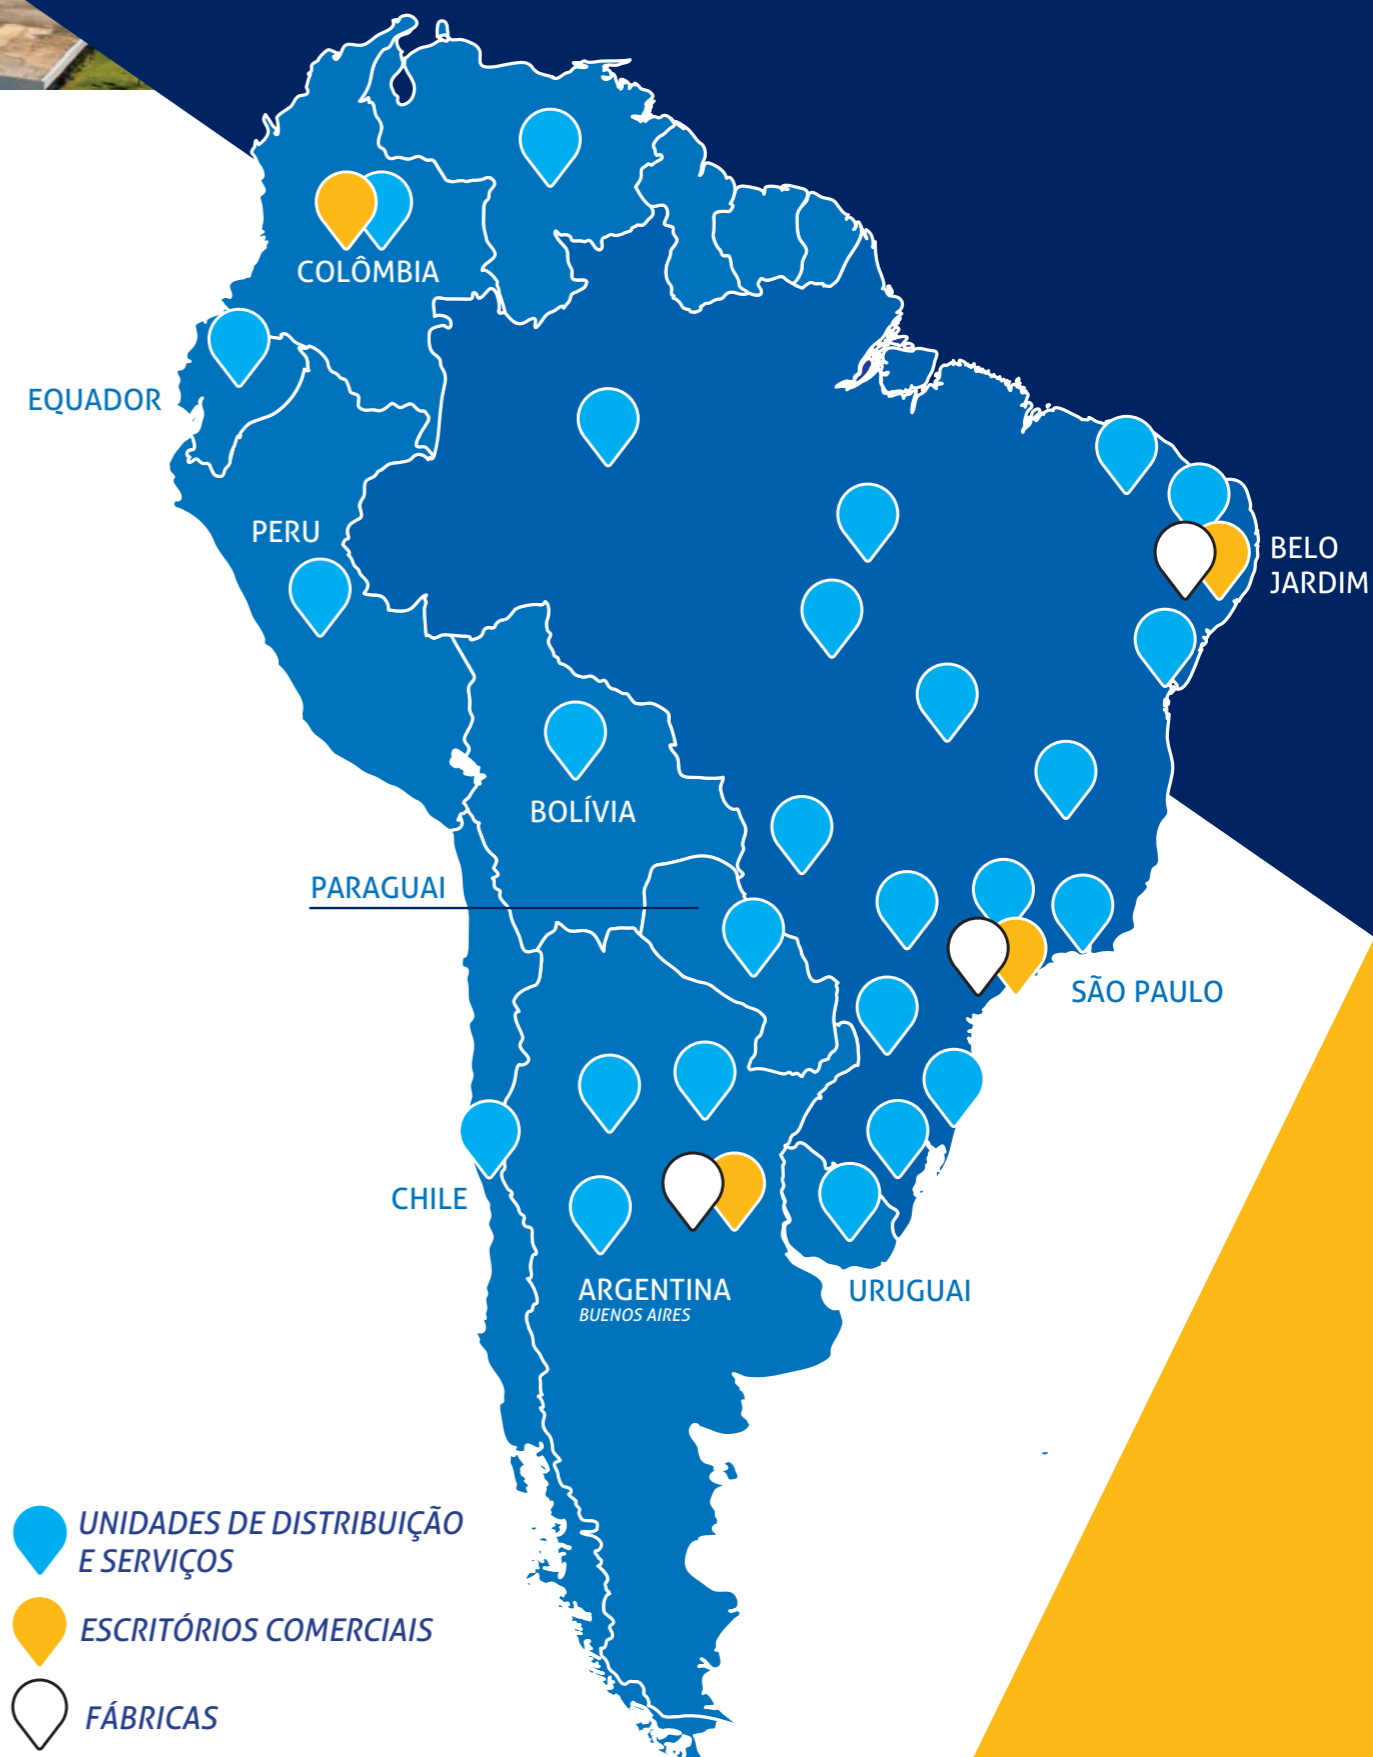 COLÔMBIA
EQUADOR
PERU
BELO
JARDIM
BOLÍVIA
PARAGUAI
SÃO PAULO
CHILE
ARGENTINA
BUENOS AIRES
URUGUAI
UNIDADES DE DISTRIBUIÇÃO
E SERVIÇOS
ESCRITÓRIOS COMERCIAIS
FÁBRICAS